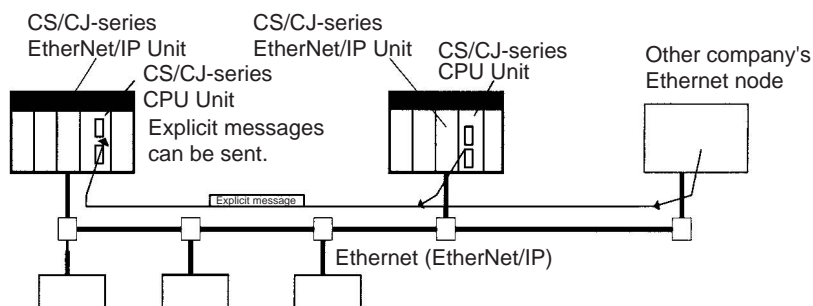 CS/CJ-series
EtherNet/IP Unit
CS/CJ-series
CPU Unit
Explicit messages
can be sent.
CS/CJ-series
EtherNet/IP Unit
CS/CJ-series
CPU Unit
Other company's
Ethernet node
Explicit message
Ethernet (EtherNet/IP)